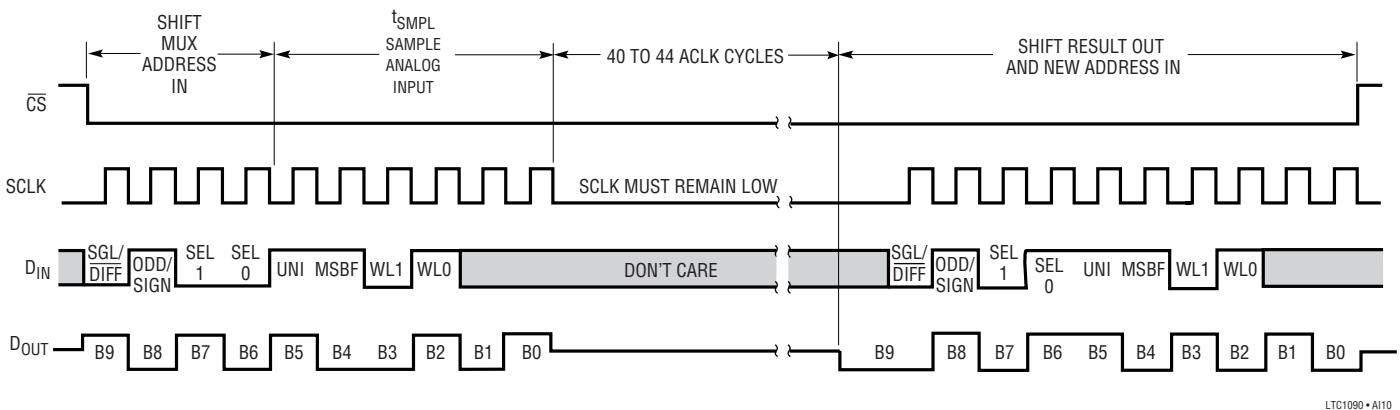 SHIFT
MUX
ADDRESS
IN
tSMPL
SAMPLE
ANALOG
INPUT
40 TO 44 ACLK CYCLES
SHIFT RESULT OUT
AND NEW ADDRESS IN
CS
SCLK
SCLK MUST REMAIN LOW
DIN
SGL/
DIFF
ODD/
SIGN
SEL
1
SEL
0
UNI
MSBF
WL1
WL0
DON'T CARE
SGL/
DIFF
ODD/
SIGN
SEL
1
SEL
0
UNI
MSBF
WL1
WL0
DOUT
B9
B8
B7
B6
B5
B4
B3
B2
B1
B0
B9
B8
B7
B6
B5
B4
B3
B2
B1
B0
LTC1090 • AI10